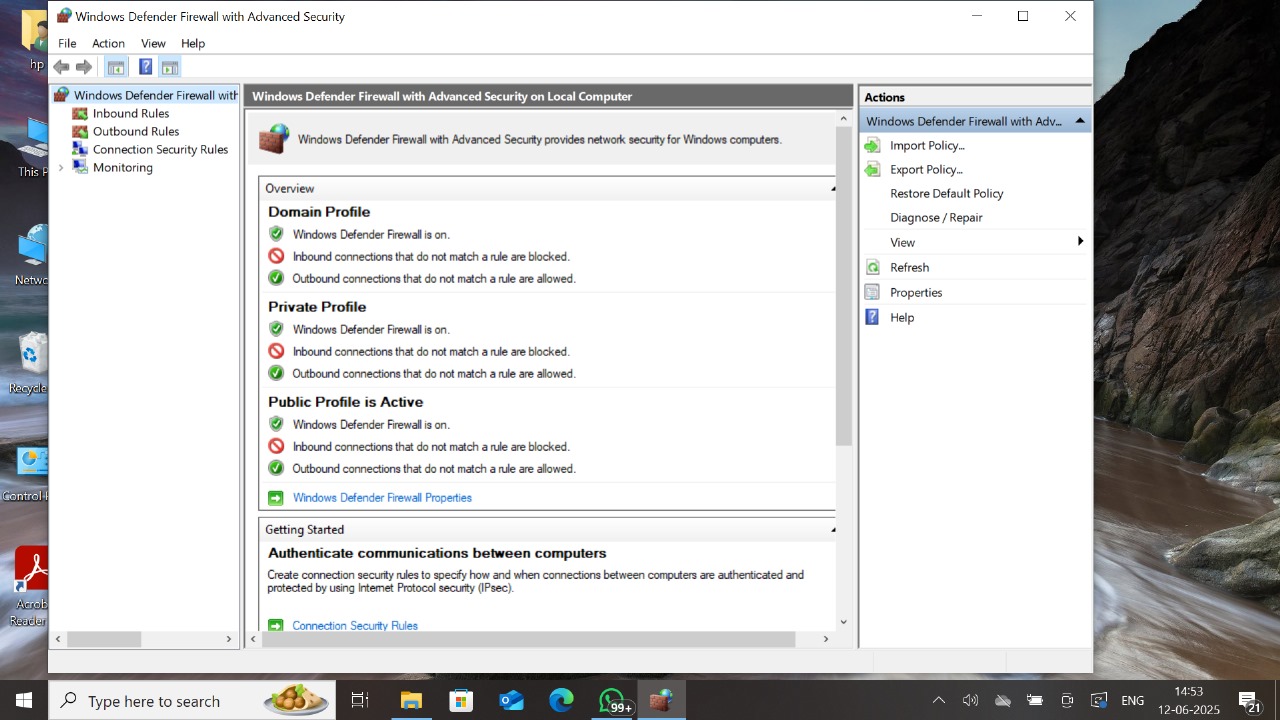 Windows Defender Firewall with Advanced Security
File Action View Help
Windows Defender Firewall with
Inbound Rules
Outbound Rules
Connection Security Rules
Monitoring
Windows Defender Firewall with Advanced Security on Local Computer
Windows Defender Firewall with Advanced Security provides network security for Windows computers.
Overview
Domain Profile
Windows Defender Firewall is on.
Inbound connections that do not match a rule are blocked.
Outbound connections that do not match a rule are allowed.
Private Profile
Windows Defender Firewall is on.
Inbound connections that do not match a rule are blocked.
Outbound connections that do not match a rule are allowed.
Public Profile is Active
Windows Defender Firewall is on.
Inbound connections that do not match a rule are blocked.
Outbound connections that do not match a rule are allowed.
Windows Defender Firewall Properties
Getting Started
Authenticate communications between computers
Create connection security rules to specify how and when connections between computers are authenticated and
protected by using Internet Protocol security (IPsec).
Connection Security Rules
Actions
Windows Defender Firewall with Adv...
Import Policy...
Export Policy...
Restore Default Policy
Diagnose / Repair
View
Refresh
Properties
Help
hp
This P
Netwo
Recycle
Control P
Acrob
Reader
Type here to search
99+
ENG
14:53
12-06-2025
21